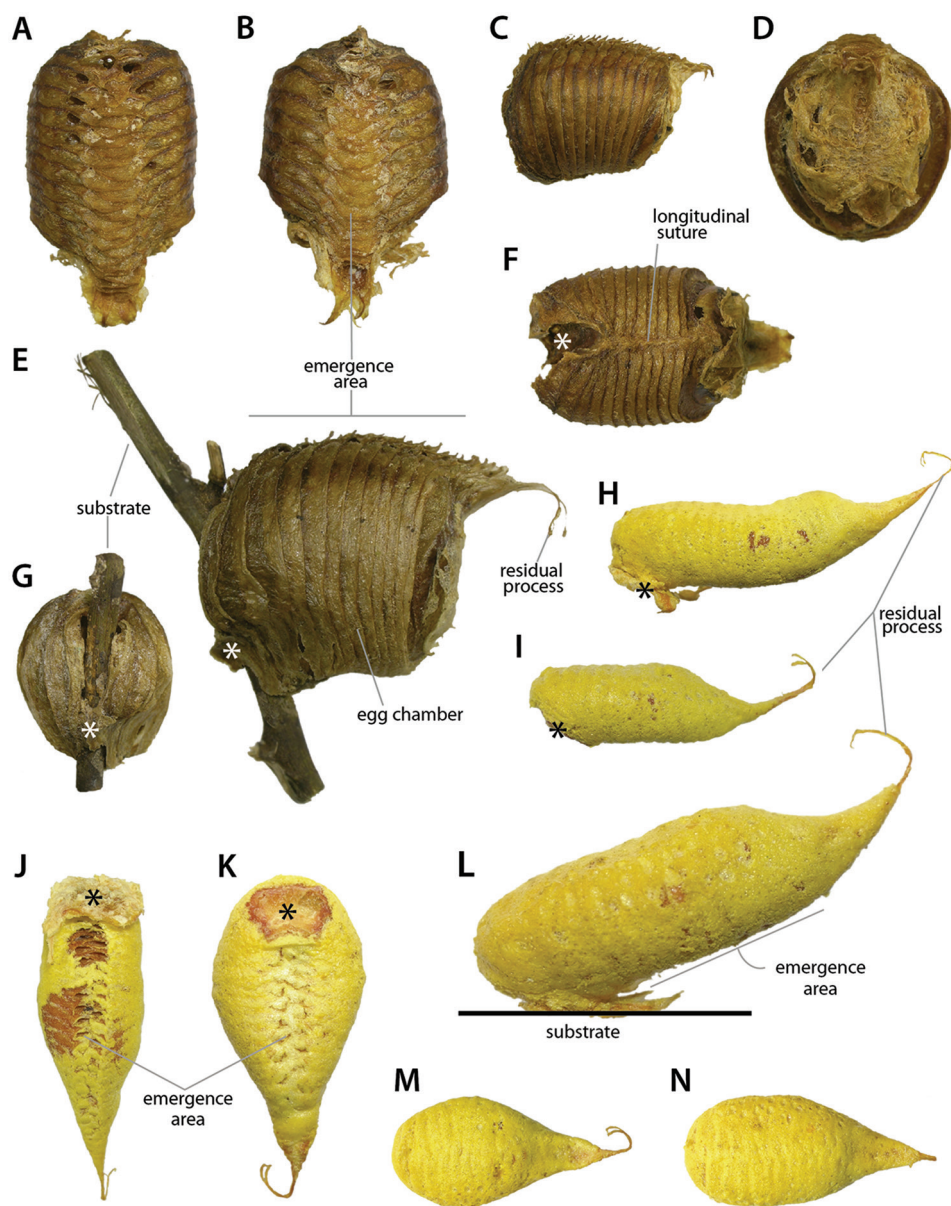 A
B
C
D
longitudinal
suture
F
*
emergence
area
E
substrate
H
residual
process
*
G
residual
process
I
*
*
*
egg chamber
*
J
K
L
*
*
emergence
area
substrate
emergence
area
M
N